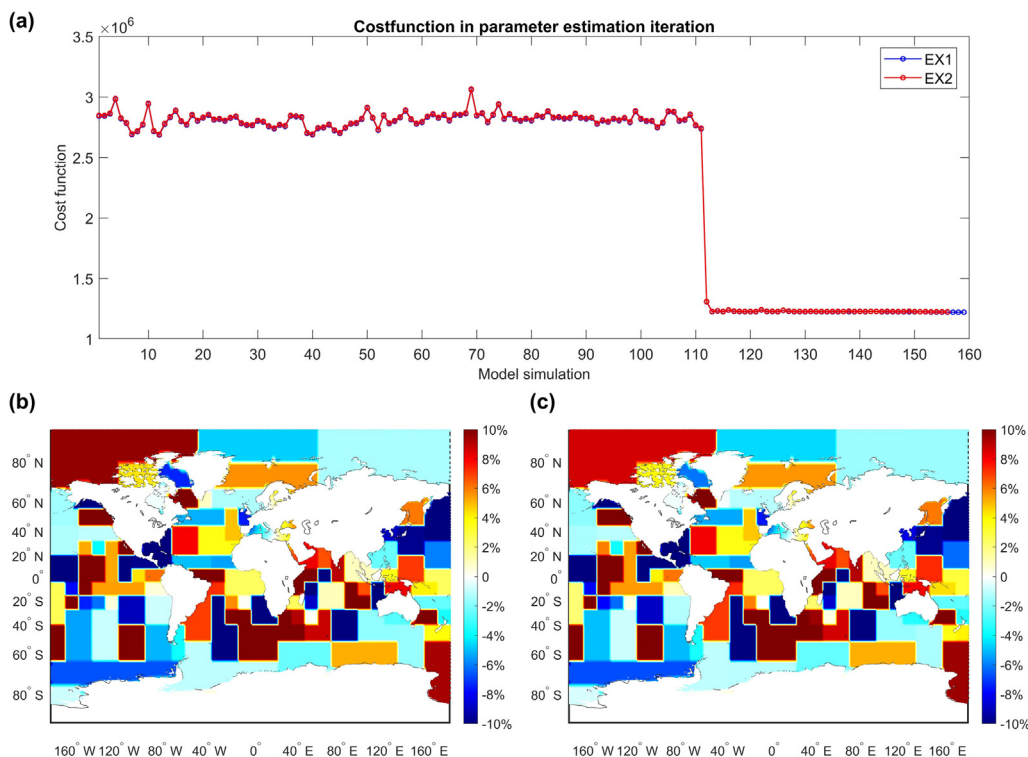 (a)
Costfunction in parameter estimation iteration
×10⁶
3.5
3
2.5
2
1.5
1
Cost function
EX1
EX2
10 20 30 40 50 60 70 80 90 100 110 120 130 140 150 160
Model simulation
(b)
80° N
60° N
40° N
20° N
0°
20° S
40° S
60° S
80° S
160° W 120° W 80° W 40° W 0° 40° E 80° E 120° E 160° E
10%
8%
6%
4%
2%
0
-2%
-4%
-6%
-8%
-10%
(c)
80° N
60° N
40° N
20° N
0°
20° S
40° S
60° S
80° S
160° W 120° W 80° W 40° W 0° 40° E 80° E 120° E 160° E
10%
8%
6%
4%
2%
0
-2%
-4%
-6%
-8%
-10%